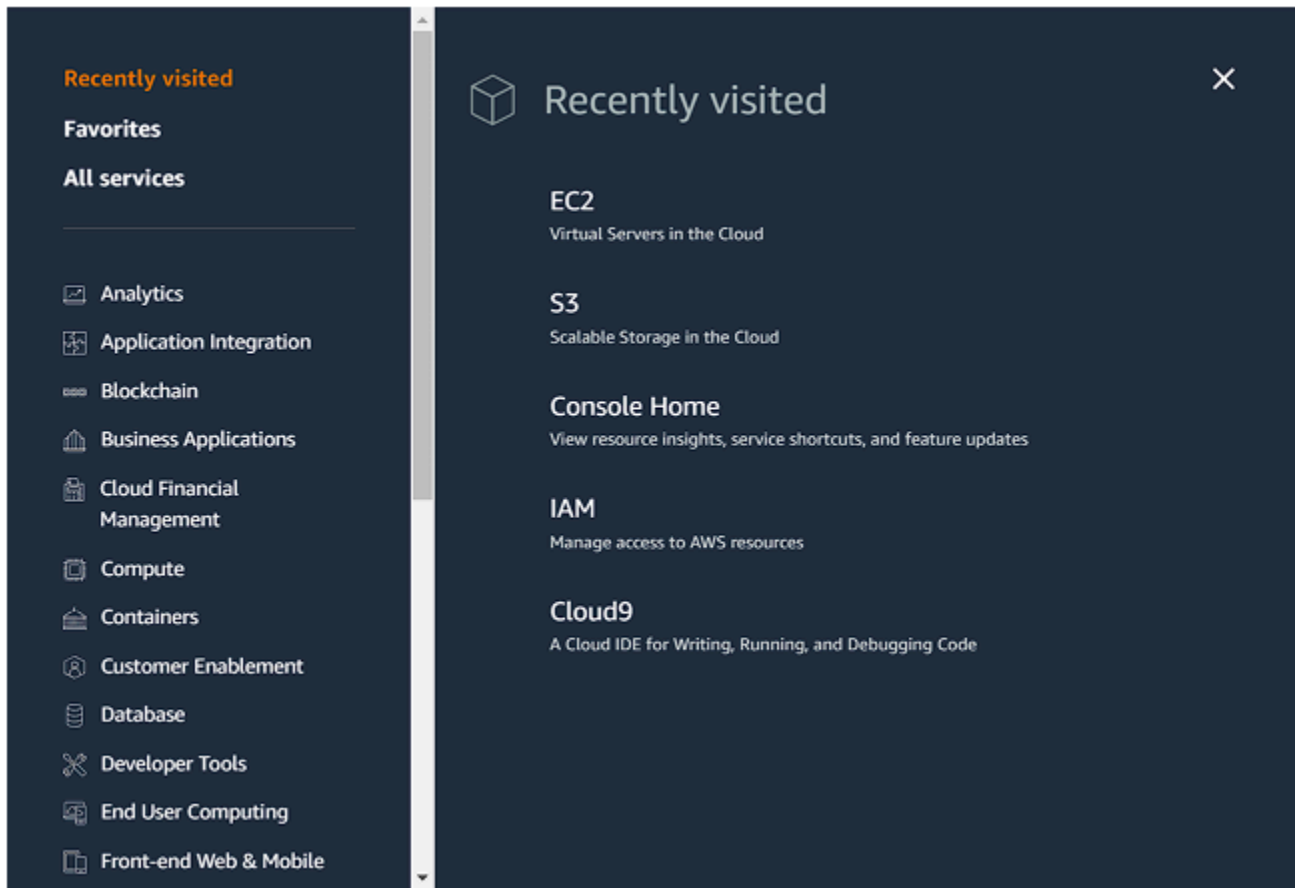 Recently visited
Favorites
All services
Analytics
Application Integration
Blockchain
Business Applications
Cloud Financial
Management
Compute
Containers
Customer Enablement
Database
Developer Tools
End User Computing
Front-end Web & Mobile
Recently visited
EC2
Virtual Servers in the Cloud
S3
Scalable Storage in the Cloud
Console Home
View resource insights, service shortcuts, and feature updates
IAM
Manage access to AWS resources
Cloud9
A Cloud IDE for Writing, Running, and Debugging Code